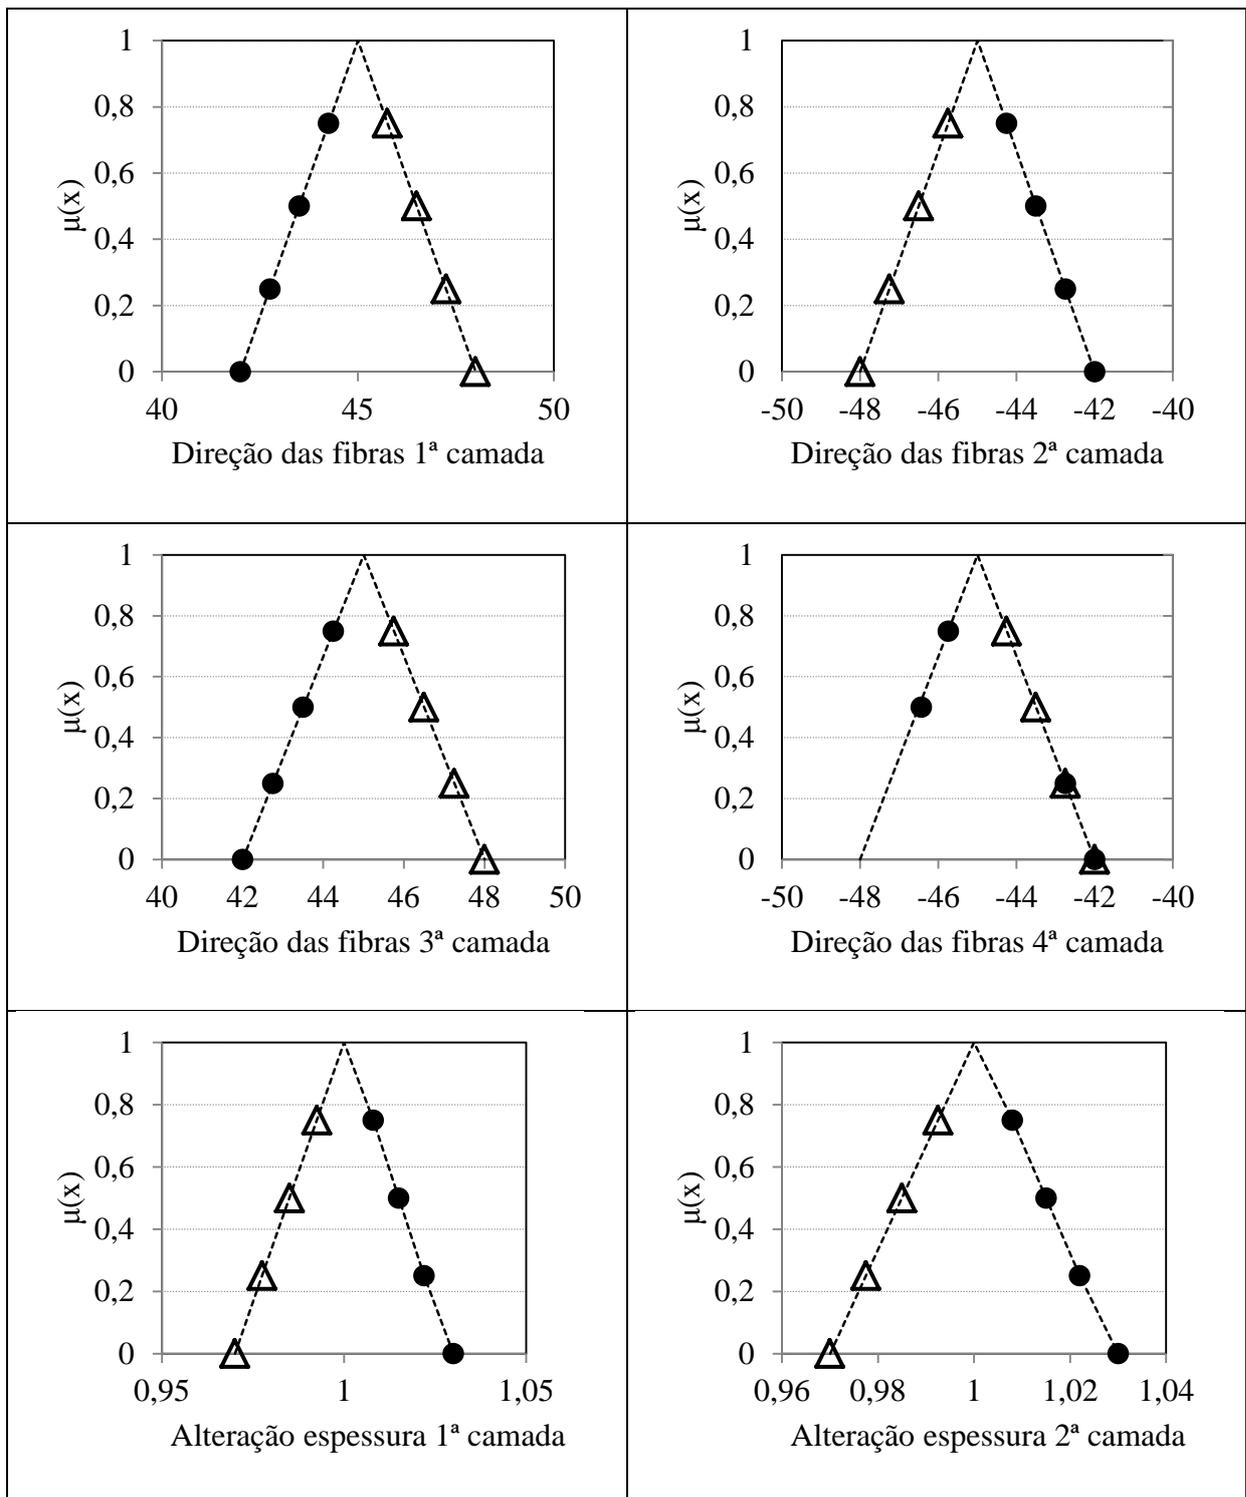 1
0,8
0,6
0,4
0,2
0
μ(x)
40 45 50
Direção das fibras 1ª camada
1
0,8
0,6
0,4
0,2
0
μ(x)
-50 -48 -46 -44 -42 -40
Direção das fibras 2ª camada
1
0,8
0,6
0,4
0,2
0
μ(x)
40 42 44 46 48 50
Direção das fibras 3ª camada
1
0,8
0,6
0,4
0,2
0
μ(x)
-50 -48 -46 -44 -42 -40
Direção das fibras 4ª camada
1
0,8
0,6
0,4
0,2
0
μ(x)
0,95 1 1,05
Alteração espessura 1ª camada
1
0,8
0,6
0,4
0,2
0
μ(x)
0,96 0,98 1 1,02 1,04
Alteração espessura 2ª camada